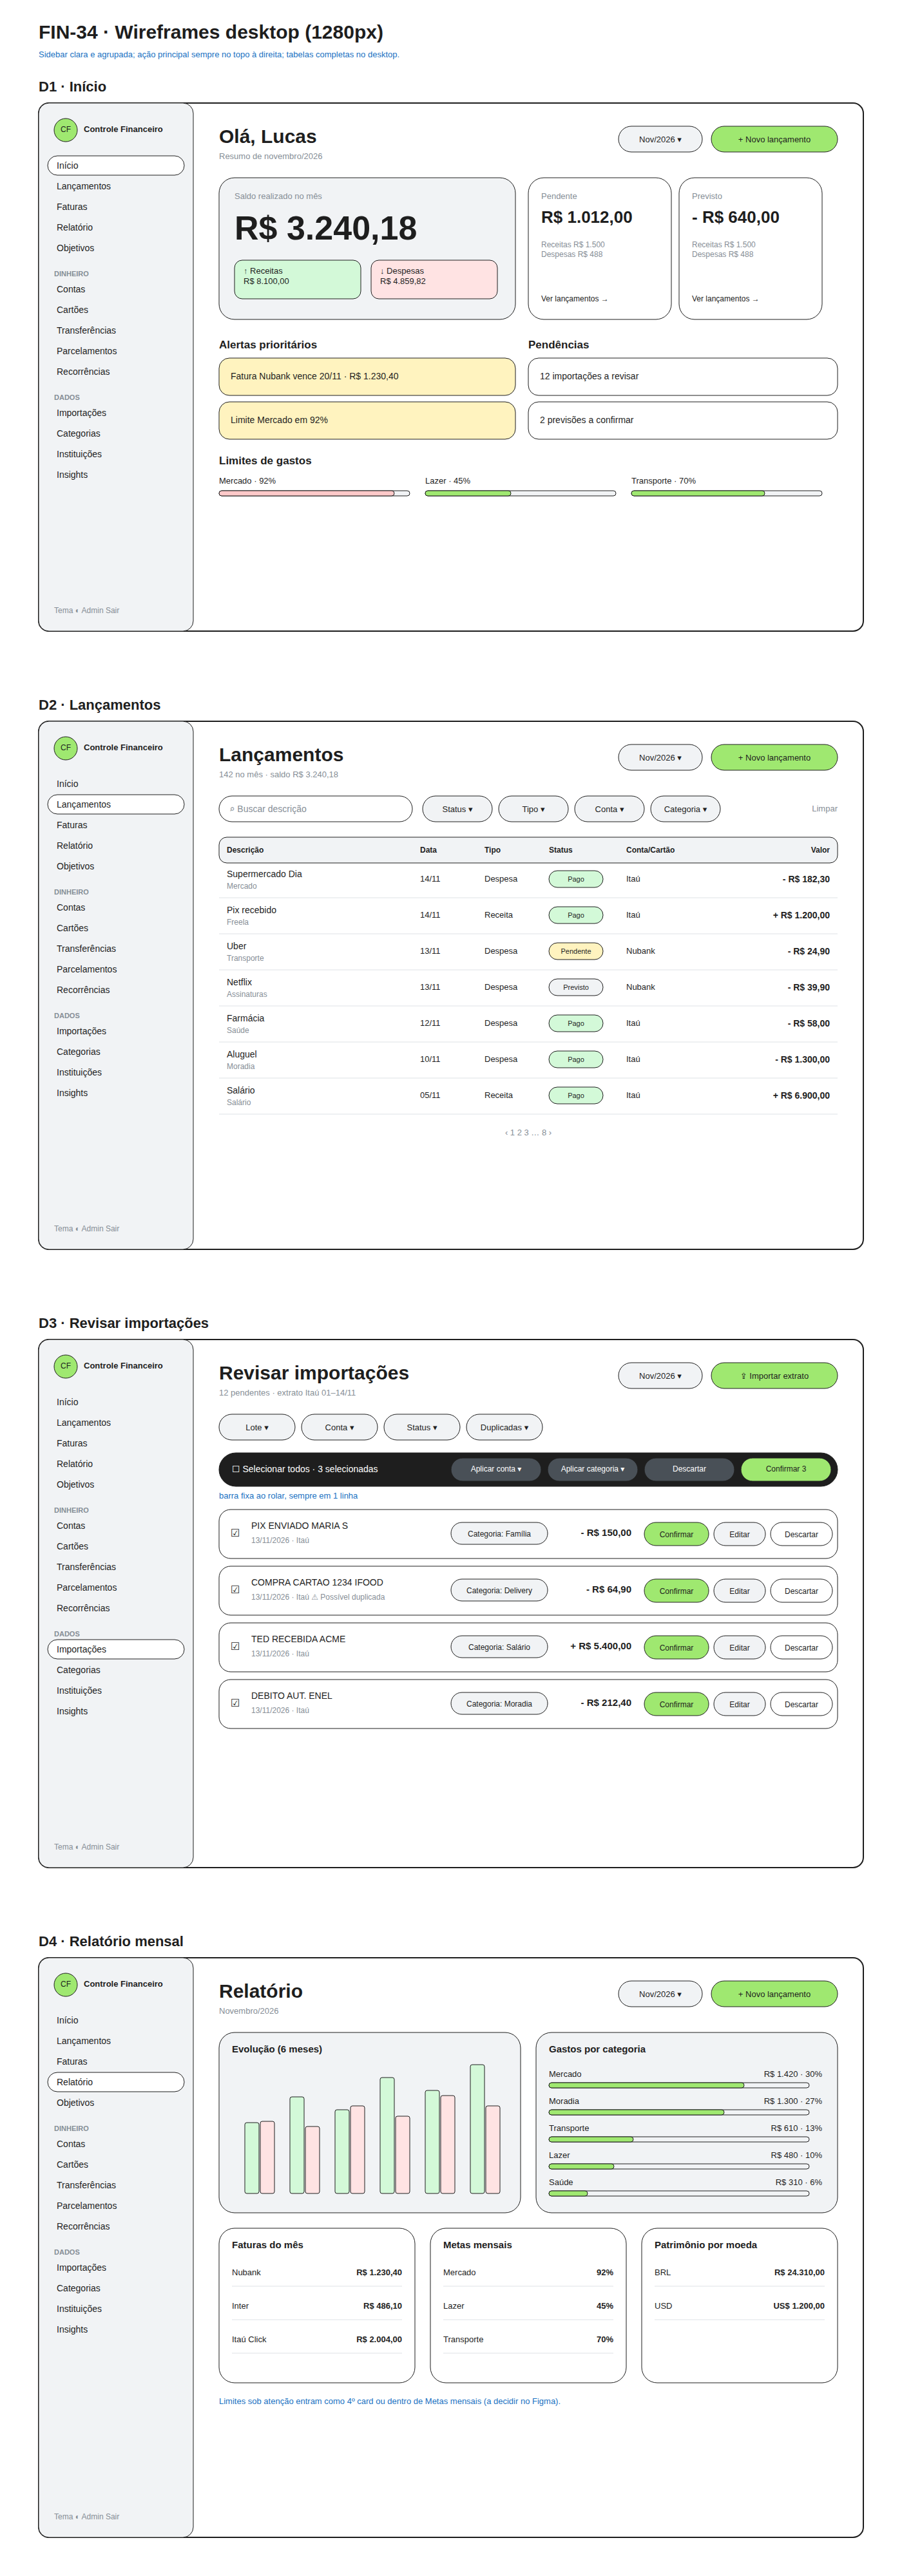 FIN-34 · Wireframes desktop (1280px)
Sidebar clara e agrupada; ação principal sempre no topo à direita; tabelas completas no desktop.
D1 · Início
CF Controle Financeiro
Início
Lançamentos
Faturas
Relatório
Objetivos
DINHEIRO
Contas
Cartões
Transferências
Parcelamentos
Recorrências
DADOS
Importações
Categorias
Instituições
Insights
Tema ◐ Admin Sair
Olá, Lucas
Resumo de novembro/2026
Nov/2026 ▾
+ Novo lançamento
Saldo realizado no mês
R$ 3.240,18
↑ Receitas
R$ 8.100,00
↓ Despesas
R$ 4.859,82
Pendente
R$ 1.012,00
Receitas R$ 1.500
Despesas R$ 488
Ver lançamentos →
Previsto
- R$ 640,00
Receitas R$ 1.500
Despesas R$ 488
Ver lançamentos →
Alertas prioritários
Fatura Nubank vence 20/11 · R$ 1.230,40
Limite Mercado em 92%
Pendências
12 importações a revisar
2 previsões a confirmar
Limites de gastos
Mercado · 92%
Lazer · 45%
Transporte · 70%
D2 · Lançamentos
CF Controle Financeiro
Início
Lançamentos
Faturas
Relatório
Objetivos
DINHEIRO
Contas
Cartões
Transferências
Parcelamentos
Recorrências
DADOS
Importações
Categorias
Instituições
Insights
Tema ◐ Admin Sair
Lançamentos
142 no mês · saldo R$ 3.240,18
Nov/2026 ▾
+ Novo lançamento
⌕ Buscar descrição
Status ▾
Tipo ▾
Conta ▾
Categoria ▾
Limpar
Descrição Data Tipo Status Conta/Cartão Valor
Supermercado Dia 14/11 Despesa Pago Itaú - R$ 182,30
Mercado
Pix recebido 14/11 Receita Pago Itaú + R$ 1.200,00
Freela
Uber 13/11 Despesa Pendente Nubank - R$ 24,90
Transporte
Netflix 13/11 Despesa Previsto Nubank - R$ 39,90
Assinaturas
Farmácia 12/11 Despesa Pago Itaú - R$ 58,00
Saúde
Aluguel 10/11 Despesa Pago Itaú - R$ 1.300,00
Moradia
Salário 05/11 Receita Pago Itaú + R$ 6.900,00
Salário
‹ 1 2 3 … 8 ›
D3 · Revisar importações
CF Controle Financeiro
Início
Lançamentos
Faturas
Relatório
Objetivos
DINHEIRO
Contas
Cartões
Transferências
Parcelamentos
Recorrências
DADOS
Importações
Categorias
Instituições
Insights
Tema ◐ Admin Sair
Revisar importações
12 pendentes · extrato Itaú 01–14/11
Nov/2026 ▾
⇪ Importar extrato
Lote ▾
Conta ▾
Status ▾
Duplicadas ▾
☐ Selecionar todos · 3 selecionadas
Aplicar conta ▾
Aplicar categoria ▾
Descartar
Confirmar 3
barra fixa ao rolar, sempre em 1 linha
☑ PIX ENVIADO MARIA S Categoria: Família - R$ 150,00 Confirmar Editar Descartar
13/11/2026 · Itaú
☑ COMPRA CARTAO 1234 IFOOD Categoria: Delivery - R$ 64,90 Confirmar Editar Descartar
13/11/2026 · Itaú ⚠ Possível duplicada
☑ TED RECEBIDA ACME Categoria: Salário + R$ 5.400,00 Confirmar Editar Descartar
13/11/2026 · Itaú
☑ DEBITO AUT. ENEL Categoria: Moradia - R$ 212,40 Confirmar Editar Descartar
13/11/2026 · Itaú
D4 · Relatório mensal
CF Controle Financeiro
Início
Lançamentos
Faturas
Relatório
Objetivos
DINHEIRO
Contas
Cartões
Transferências
Parcelamentos
Recorrências
DADOS
Importações
Categorias
Instituições
Insights
Tema ◐ Admin Sair
Relatório
Novembro/2026
Nov/2026 ▾
+ Novo lançamento
Evolução (6 meses)
Gastos por categoria
Mercado R$ 1.420 · 30%
Moradia R$ 1.300 · 27%
Transporte R$ 610 · 13%
Lazer R$ 480 · 10%
Saúde R$ 310 · 6%
Faturas do mês
Nubank R$ 1.230,40
Inter R$ 486,10
Itaú Click R$ 2.004,00
Metas mensais
Mercado 92%
Lazer 45%
Transporte 70%
Patrimônio por moeda
BRL R$ 24.310,00
USD US$ 1.200,00
Limites sob atenção entram como 4º card ou dentro de Metas mensais (a decidir no Figma).